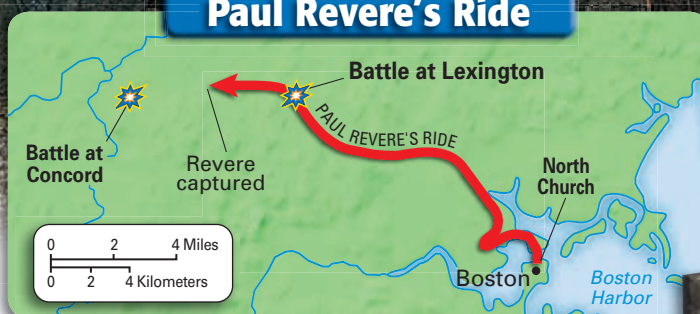 Paul Revere's Ride
Battle at Lexington
PAUL REVERE'S RIDE
Battle at
Concord
Revere
captured
North
Church
0 2 4 Miles
0 2 4 Kilometers
Boston
Boston
Harbor